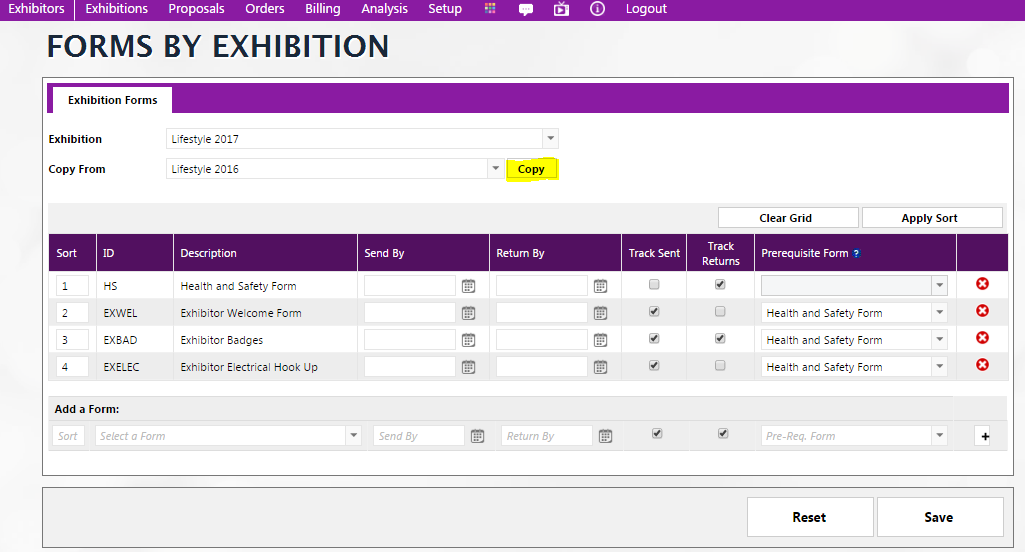 Exhibitors Exhibitions Proposals Orders Billing Analysis Setup Logout
FORMS BY EXHIBITION
Exhibition Forms
Exhibition Lifestyle 2017
Copy From Lifestyle 2016 Copy
Clear Grid Apply Sort
Sort ID Description Send By Return By Track Sent Track Returns Prerequisite Form ?
1 HS Health and Safety Form
2 EXWEL Exhibitor Welcome Form Health and Safety Form
3 EXBAD Exhibitor Badges Health and Safety Form
4 EXELEC Exhibitor Electrical Hook Up Health and Safety Form
Add a Form:
Sort Select a Form Send By Return By Pre-Req. Form +
Reset Save